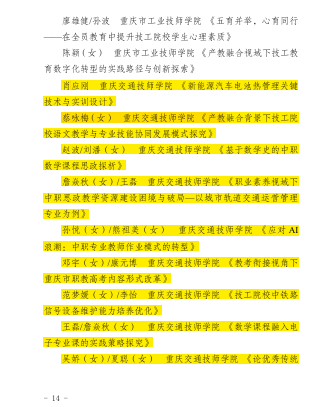 廖雄健/孙波　重庆市工业技师学院　《五育并举，心育同行
——在全员教育中提升技工院校学生心理素质》
陈颖（女）　重庆市工业技师学院　《产教融合视域下技工教
育数字化转型的实践路径与创新探索》
肖应刚　重庆交通技师学院　《新能源汽车电池热管理关键
技术与实训设计》
蔡咏梅(女)　重庆交通技师学院　《产教融合背景下技工院
校语文教学与专业技能协同发展模式探究》
赵波/刘潘（女）　重庆交通技师学院　《基于数学史的中职
数学课程思政探析》
詹焱秋（女）/王磊　重庆交通技师学院　《职业素养视域下
中职思政教学资源建设困境与破局—以城市轨道交通运营管理
专业为例》
孙悦（女）/熊祖英（女）　重庆交通技师学院　《应对 AI
浪潮：中职专业教师作业模式的转型》
邓宇（女）/康元博　重庆交通技师学院　《教考衔接视角下
重庆市职教高考内容形式改革》
范梦媛（女）/李怡　重庆交通技师学院　《技工院校中铁路
信号设备维护能力培养优化》
王磊/詹焱秋（女）　重庆交通技师学院　《数学课程融入电
子专业课的实践策略探究》
吴娇（女）/夏聪（女）　重庆交通技师学院　《论优秀传统
- 14 -